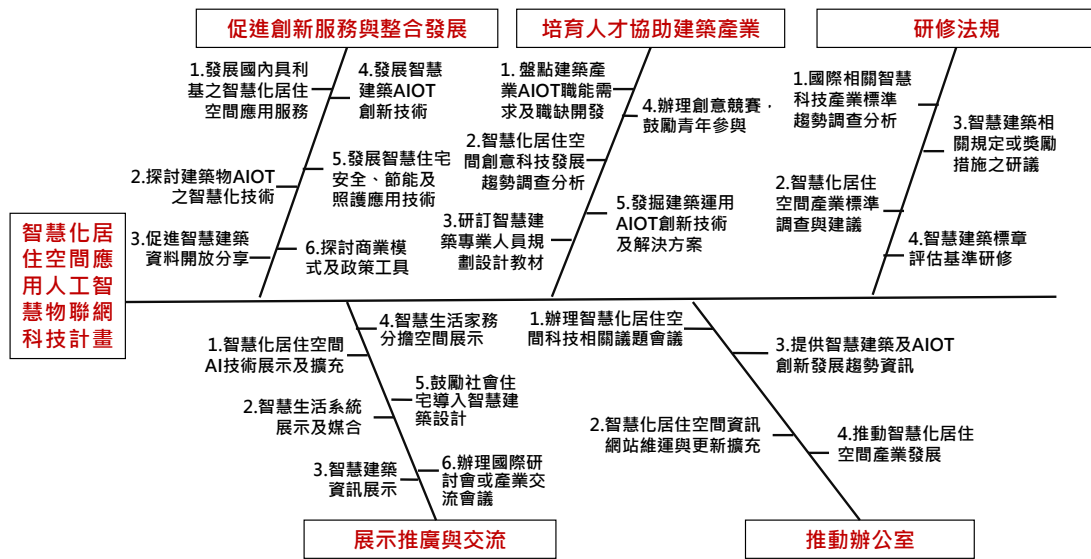 促進創新服務與整合發展
1.發展國內具利
基之智慧化居住
空間應用服務
2.探討建築物AIOT
之智慧化技術
3.促進智慧建築
資料開放分享
4.發展智慧
建築AIOT
創新技術
5.發展智慧住宅
安全、節能及
照護應用技術
6.探討商業模
式及政策工具
培育人才協助建築產業
1. 盤點建築產
業AIOT職能需
求及職缺開發
2.智慧化居住空
間創意科技發展
趨勢調查分析
3.研訂智慧建
築專業人員規
劃設計教材
4.辦理創意競賽，
鼓勵青年參與
5.發掘建築運用
AIOT創新技術
及解決方案
研修法規
1.國際相關智慧
科技產業標準
趨勢調查分析
2.智慧化居住
空間產業標準
調查與建議
3.智慧建築相
關規定或獎勵
措施之研議
4.智慧建築標章
評估基準研修
智慧化居
住空間應
用人工智
慧物聯網
科技計畫
1.智慧化居住空間
AI技術展示及擴充
2.智慧生活系統
展示及媒合
3.智慧建築
資訊展示
4.智慧生活家務
分擔空間展示
5.鼓勵社會住
宅導入智慧建
築設計
6.辦理國際研
討會或產業交
流會議
展示推廣與交流
1.辦理智慧化居住空
間科技相關議題會議
2.智慧化居住空間資訊
網站維運與更新擴充
3.提供智慧建築及AIOT
創新發展趨勢資訊
4.推動智慧化居住
空間產業發展
推動辦公室